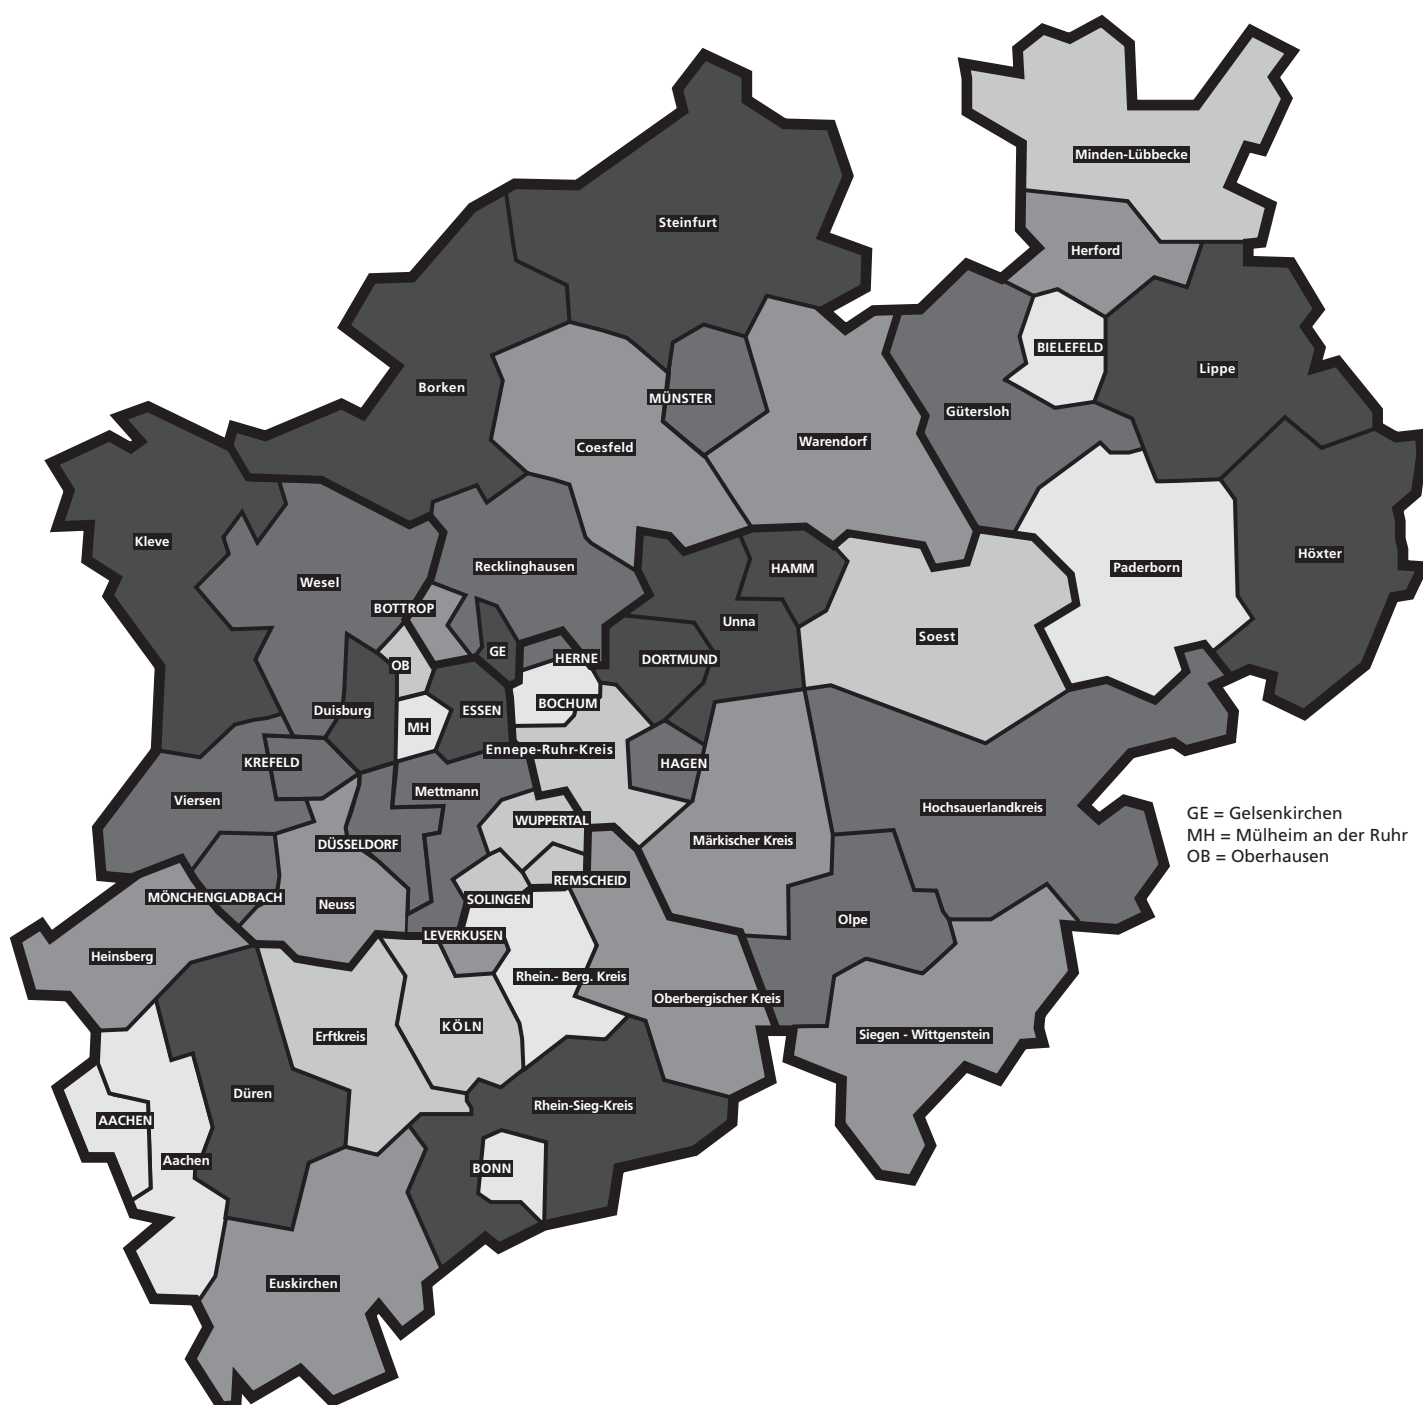 Minden-Lübbecke
Steinfurt
Herford
BIELEFELD
Lippe
Borken
MÜNSTER
Gütersloh
Warendorf
Coesfeld
Kleve
Höxter
Recklinghausen
HAMM
Paderborn
Wesel
BOTTROP
Unna
Soest
GE
HERNE
DORTMUND
OB
BOCHUM
Duisburg
ESSEN
MH
Ennepe-Ruhr-Kreis
KREFELD
HAGEN
Mettmann
Viersen
Hochsauerlandkreis
GE = Gelsenkirchen
MH = Mülheim an der Ruhr
OB = Oberhausen
WUPPERTAL
DÜSSELDORF
Märkischer Kreis
REMSCHEID
MÖNCHENGLADBACH
SOLINGEN
Neuss
Olpe
LEVERKUSEN
Heinsberg
Rhein.- Berg. Kreis
Oberbergischer Kreis
KÖLN
Erftkreis
Siegen - Wittgenstein
Düren
Rhein-Sieg-Kreis
AACHEN
Aachen
BONN
Euskirchen